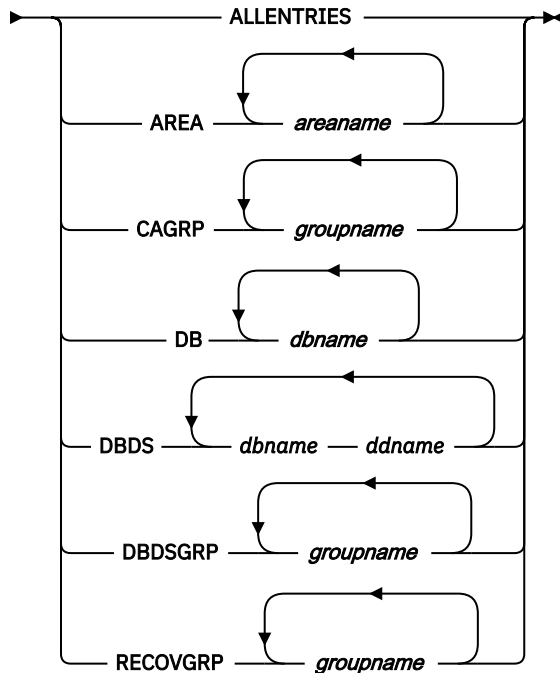 ALLENTRIES
AREA areaname
CAGRP groupname
DB dbname
DBDS dbname ddname
DBDSGRP groupname
RECOVGRP groupname